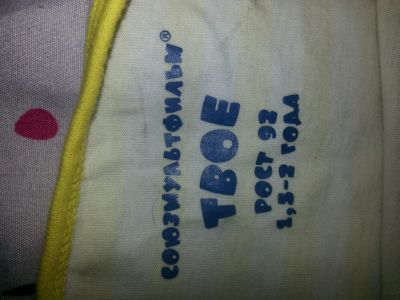 СОЮЗМУЛЬТФИЛЬМ®
ТВОЕ
РОСТ 92
1,5-2 ГОДА